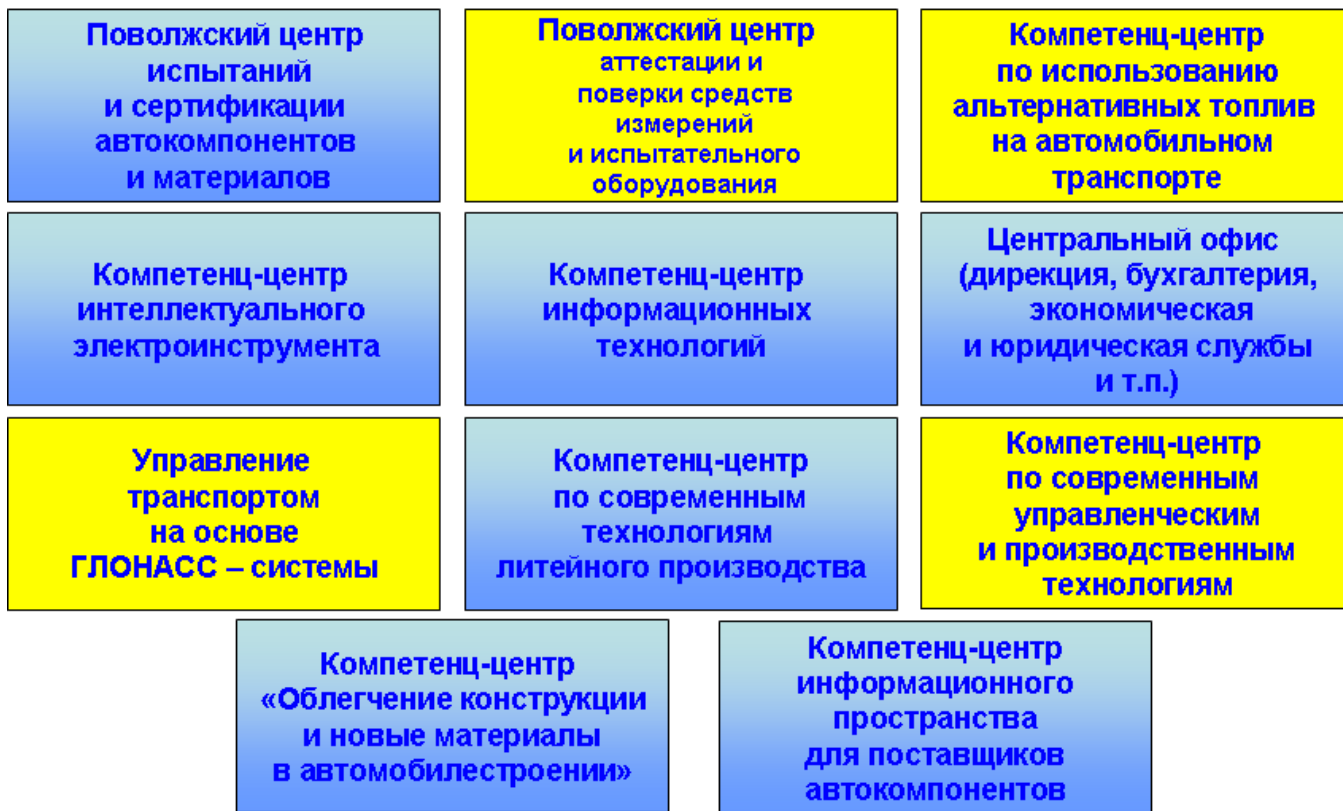 Поволжский центр
испытаний
и сертификации
автокомпонентов
и материалов
Поволжский центр
аттестации и
поверки средств
измерений
и испытательного
оборудования
Компетенц-центр
по использованию
альтернативных топлив
на автомобильном
транспорте
Компетенц-центр
интеллектуального
электроинструмента
Компетенц-центр
информационных
технологий
Центральный офис
(дирекция, бухгалтерия,
экономическая
и юридическая службы
и т.п.)
Управление
транспортом
на основе
ГЛОНАСС – системы
Компетенц-центр
по современным
технологиям
литейного производства
Компетенц-центр
по современным
управленческим
и производственным
технологиям
Компетенц-центр
«Облегчение конструкции
и новые материалы
в автомобилестроении»
Компетенц-центр
информационного
пространства
для поставщиков
автокомпонентов